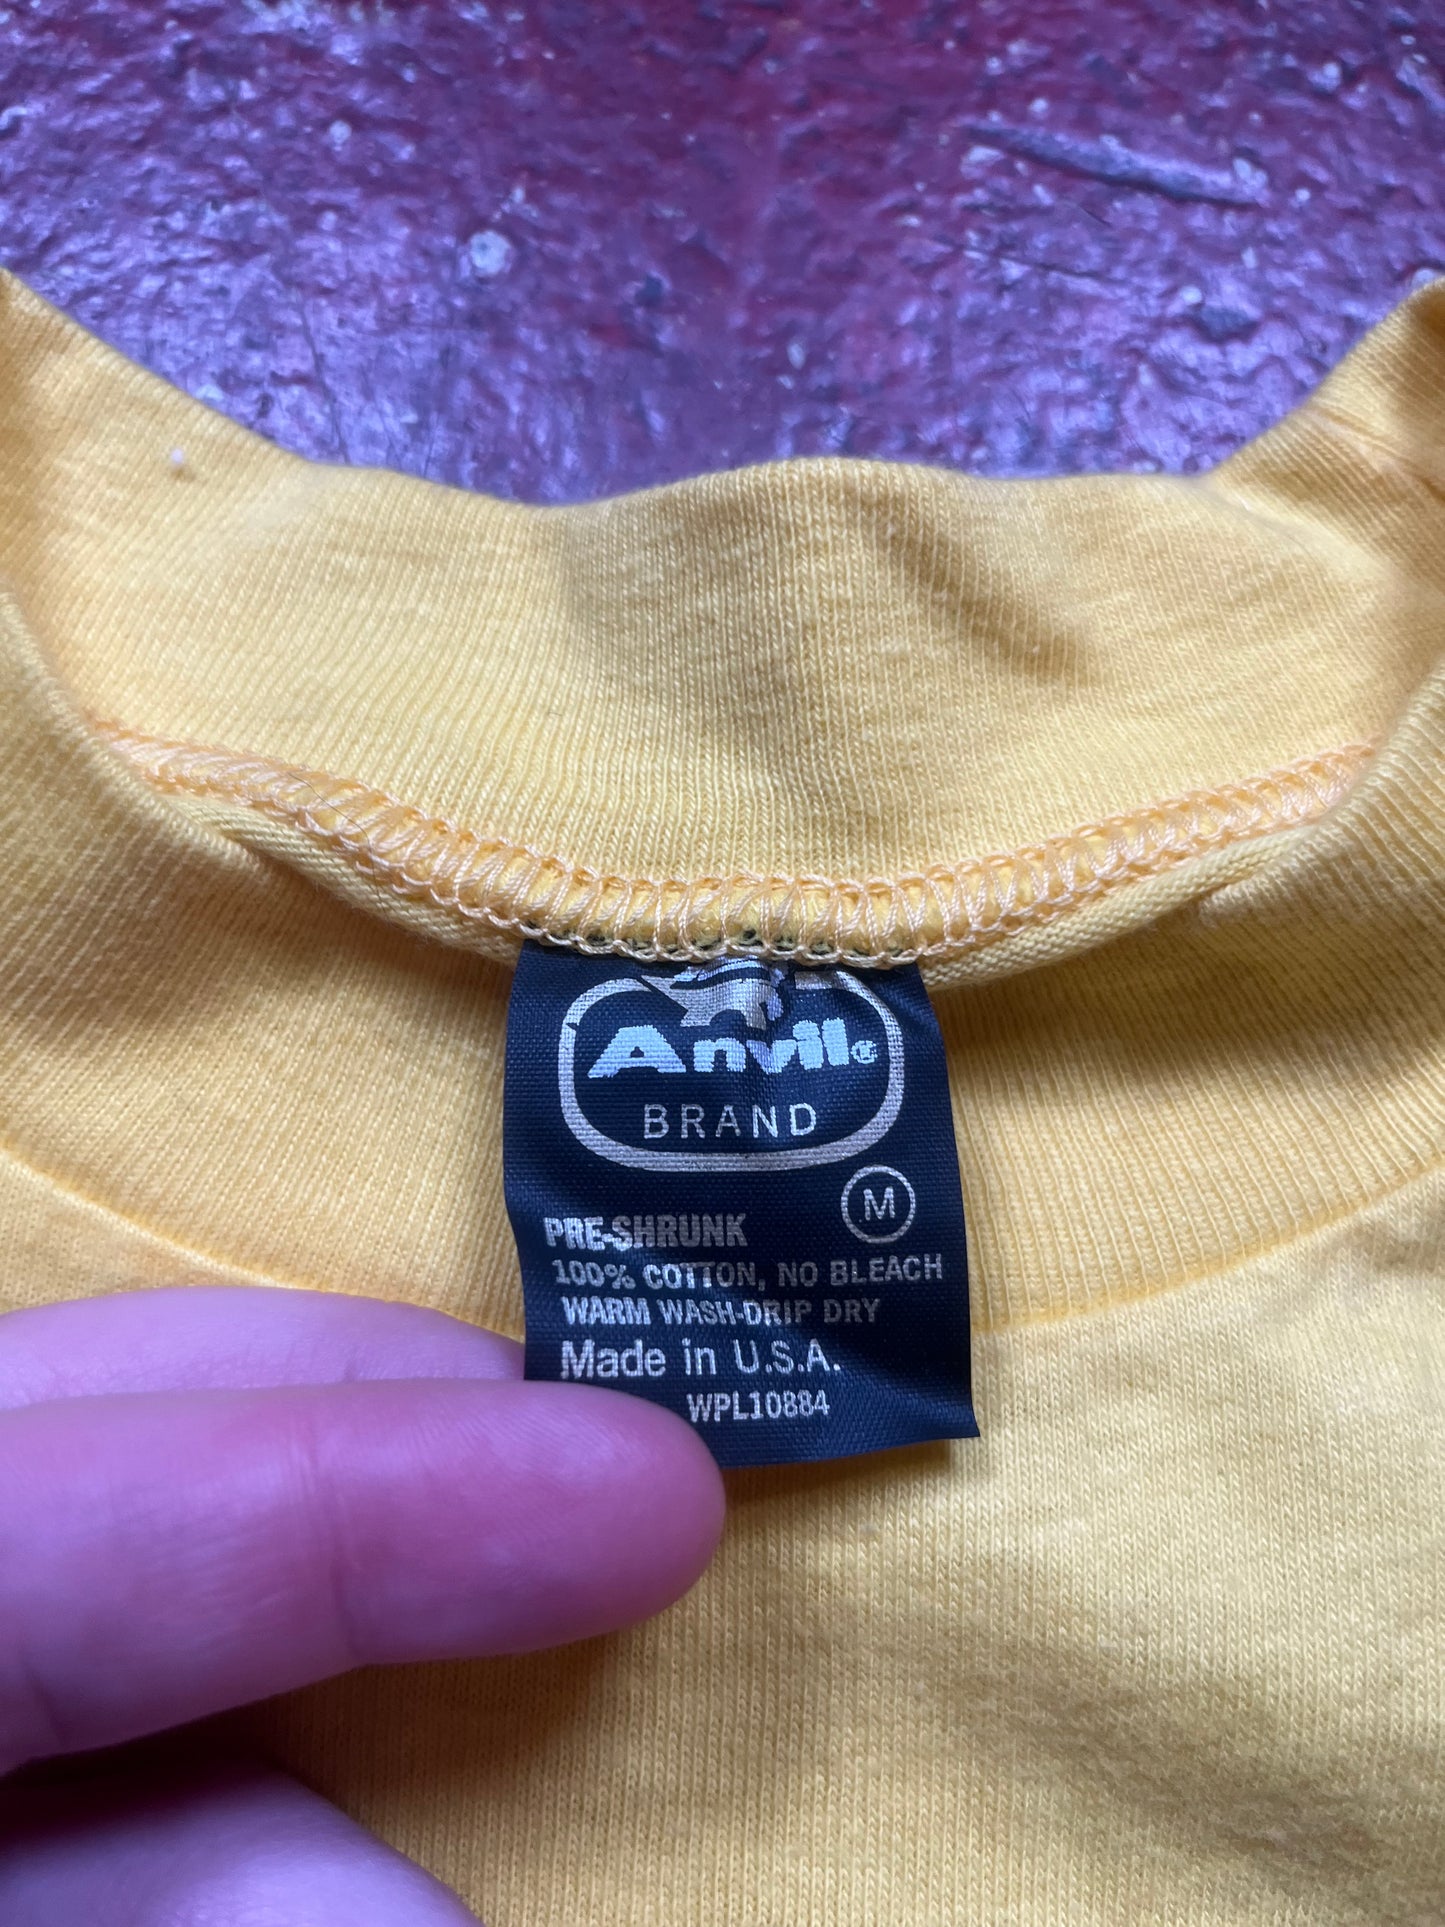 Anvil®
BRAND
M
PRE-SHRUNK
100% COTTON, NO BLEACH
WARM WASH-DRIP DRY
Made in U.S.A.
WPL10884